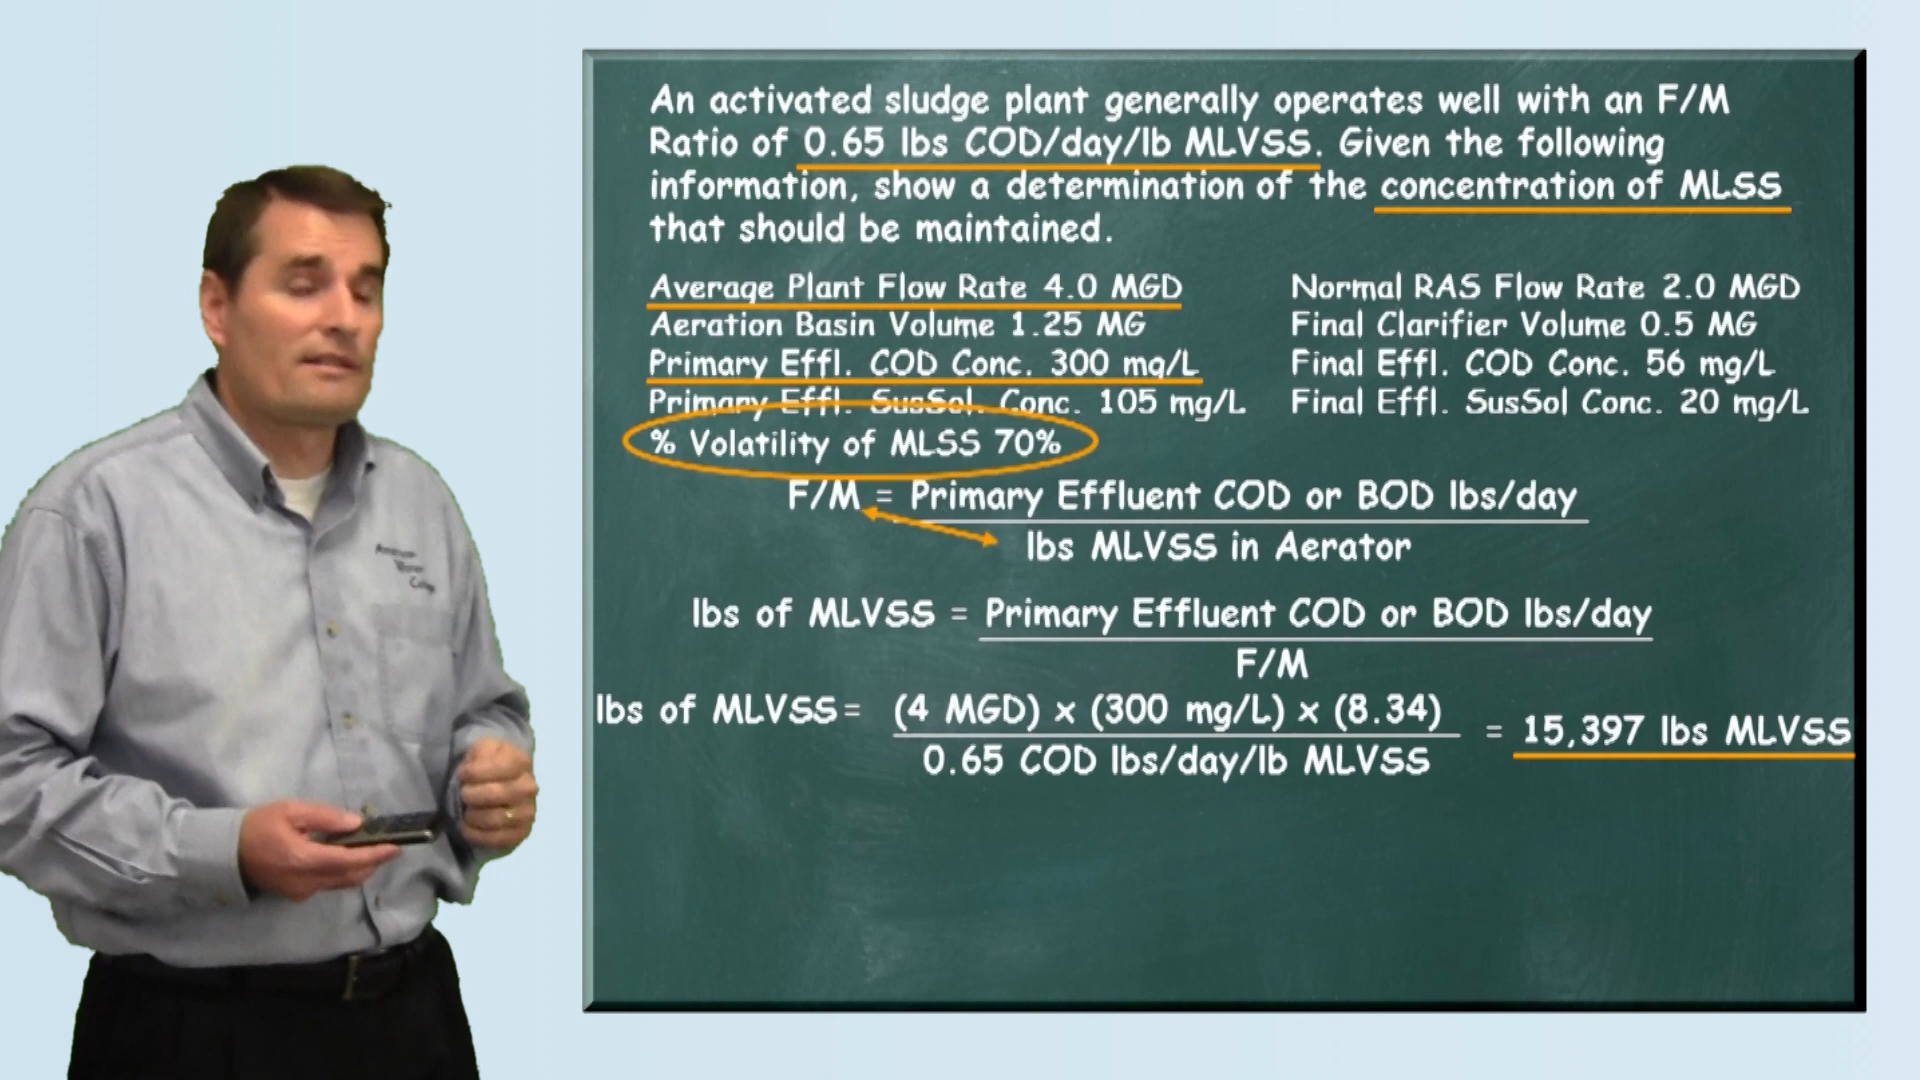 An activated sludge plant generally operates well with an F/M
Ratio of 0.65 lbs COD/day/lb MLVSS. Given the following
information, show a determination of the concentration of MLSS
that should be maintained.
Average Plant Flow Rate 4.0 MGD
Aeration Basin Volume 1.25 MG
Primary Effl. COD Conc. 300 mg/L
Primary Effl. SusSol. Conc. 105 mg/L
% Volatility of MLSS 70%
Normal RAS Flow Rate 2.0 MGD
Final Clarifier Volume 0.5 MG
Final Effl. COD Conc. 56 mg/L
Final Effl. SusSol Conc. 20 mg/L
F/M = Primary Effluent COD or BOD lbs/day
lbs MLVSS in Aerator
lbs of MLVSS = Primary Effluent COD or BOD lbs/day
F/M
lbs of MLVSS = (4 MGD) x (300 mg/L) x (8.34) = 15,397 lbs MLVSS
0.65 COD lbs/day/lb MLVSS